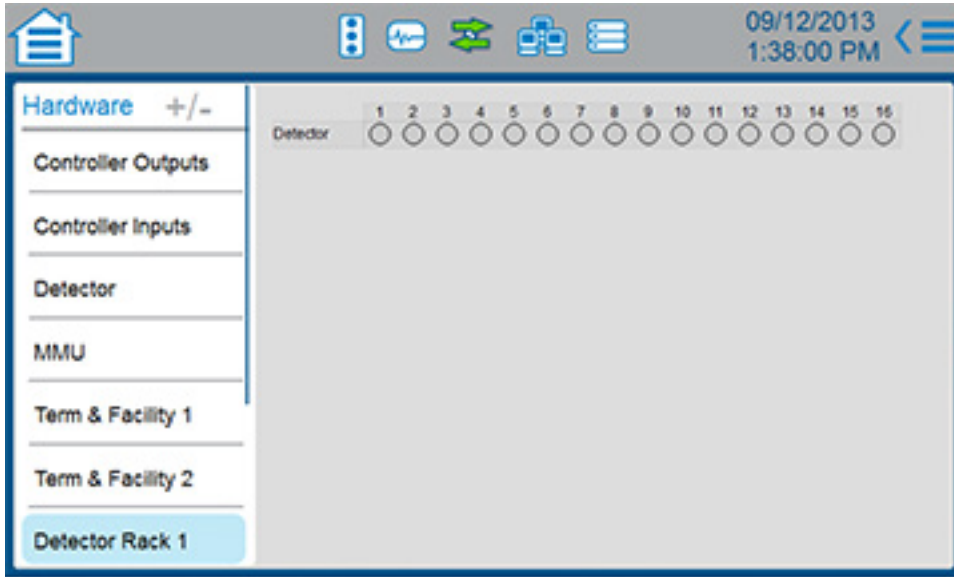 09/12/2013
1:38:00 PM
Hardware +/-
Controller Outputs
Controller Inputs
Detector
MMU
Term & Facility 1
Term & Facility 2
Detector Rack 1
1 2 3 4 5 6 7 8 9 10 11 12 13 14 15 16
Detector